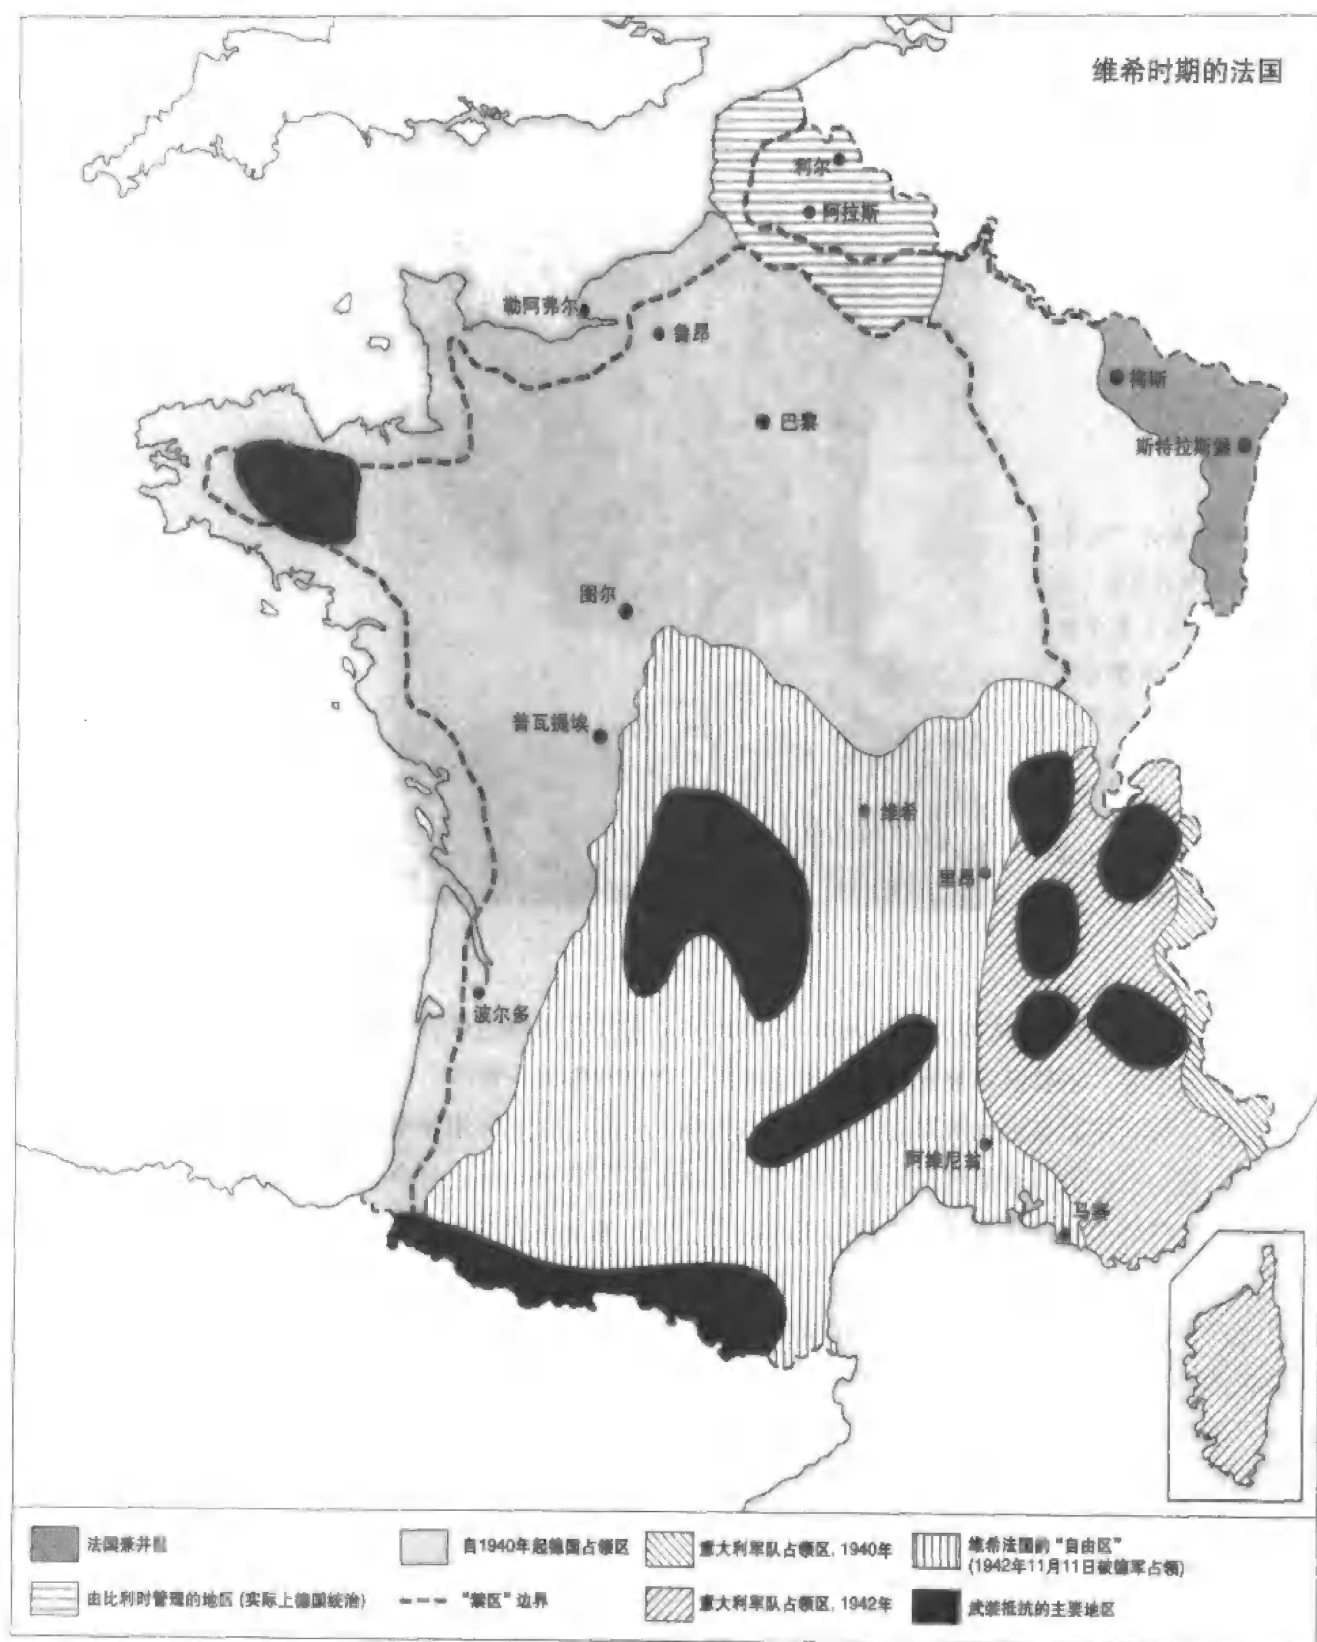 维希时期的法国
利尔
阿拉斯
勒阿弗尔
鲁昂
梅斯
巴黎
斯特拉斯堡
图尔
普瓦提埃
维希
里昂
波尔多
阿维尼翁
法国兼并
自1940年起德国占领区
意大利军队占领区,1940年
维希法国的“自由区”
(1942年11月11日被德军占领)
由比利时管理的地区 (实际上德国统治)
“禁区” 边界
意大利军队占领区,1942年
武装抵抗的主要地区